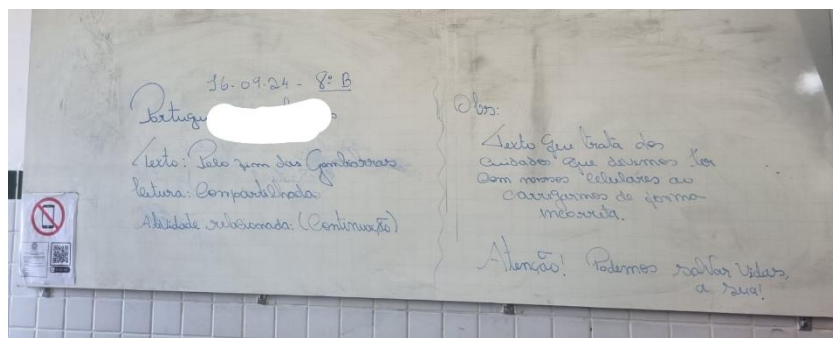 16-09-24 - 8º B
Portugu
Texto: Pelo fim das Gambiarras
Leitura: Compartilhada
Atividade relacionada: (Continuação)
Obs:
Texto que trata dos
cuidados que devemos ter
com nossos celulares ao
carregarmos de forma
incorreta.
Atenção! Podemos salvar vidas,
a sua!